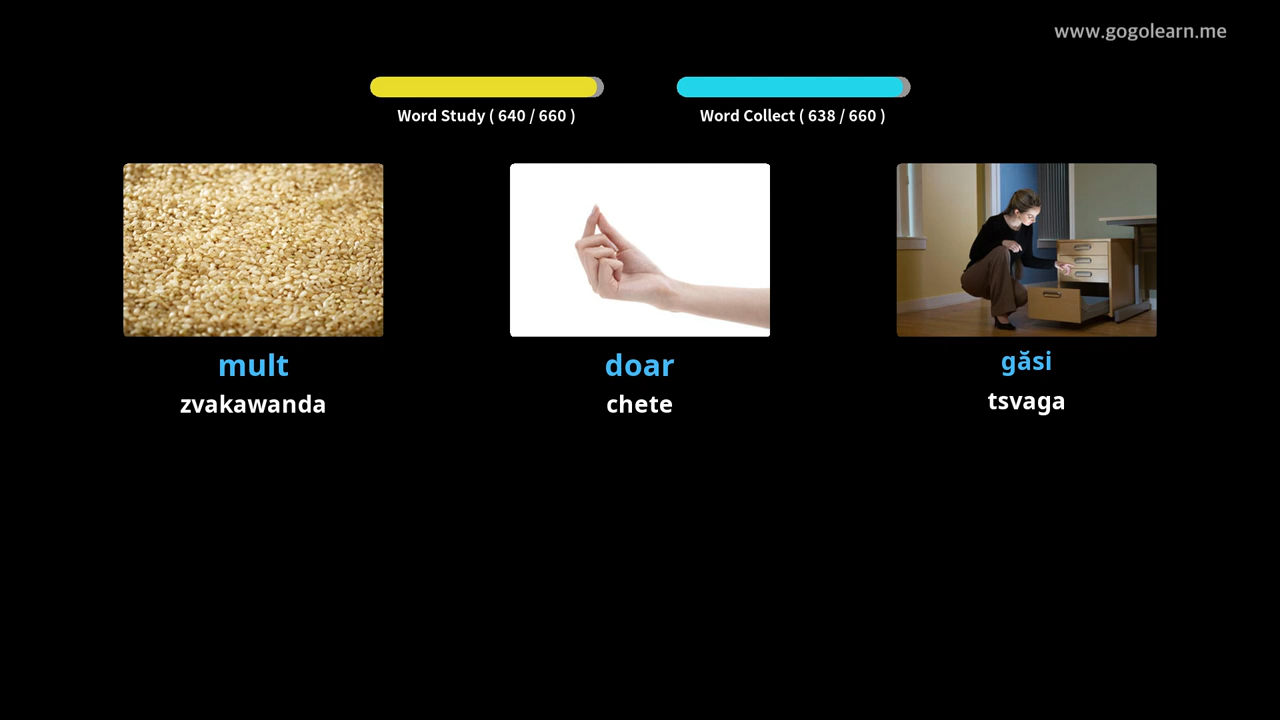 www.gogolearn.me
Word Study ( 640 / 660 )
Word Collect ( 638 / 660 )
mult
zvakawanda
doar
chete
găsi
tsvaga